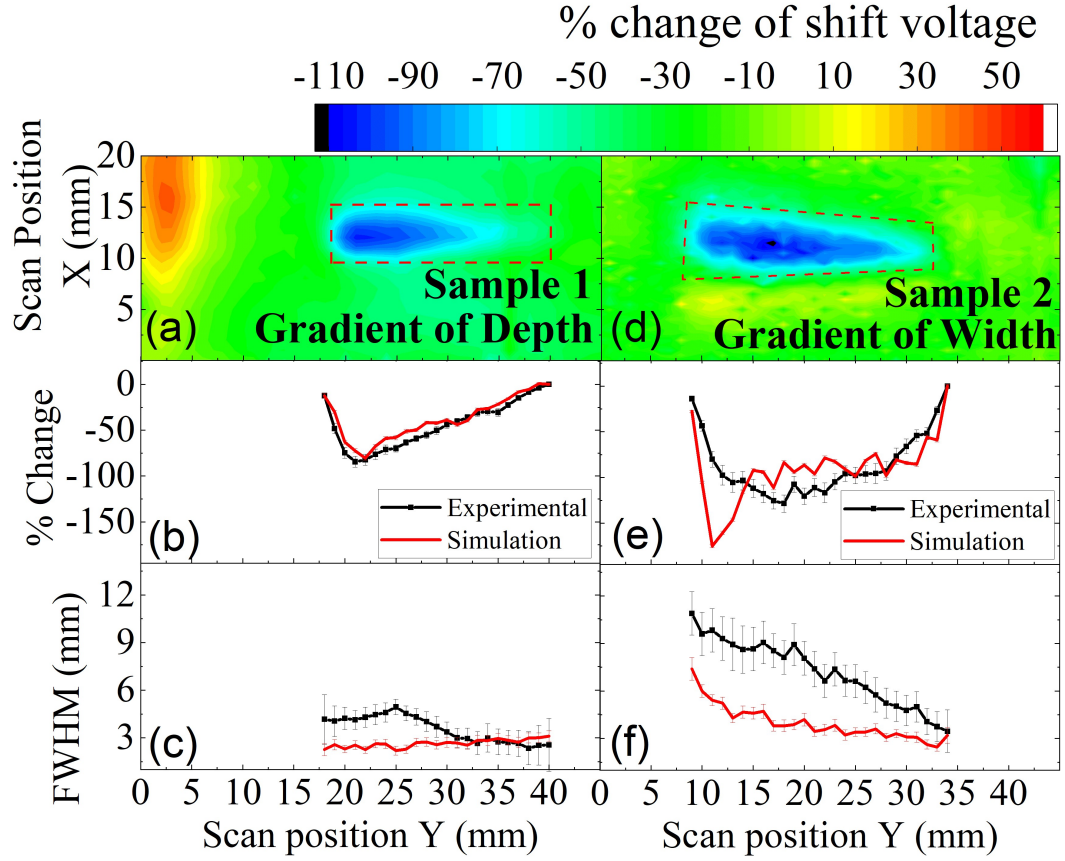 % change of shift voltage
-110 -90 -70 -50 -30 -10 10 30 50
Scan Position
X (mm)
20
15
10
5
(a)
Sample 1
Gradient of Depth
(d)
Sample 2
Gradient of Width
% Change
0
-50
-100
-150
(b)
Experimental
Simulation
(e)
Experimental
Simulation
FWHM (mm)
12
9
6
3
(c)
(f)
0 5 10 15 20 25 30 35 40 0 5 10 15 20 25 30 35 40
Scan position Y (mm) Scan position Y (mm)